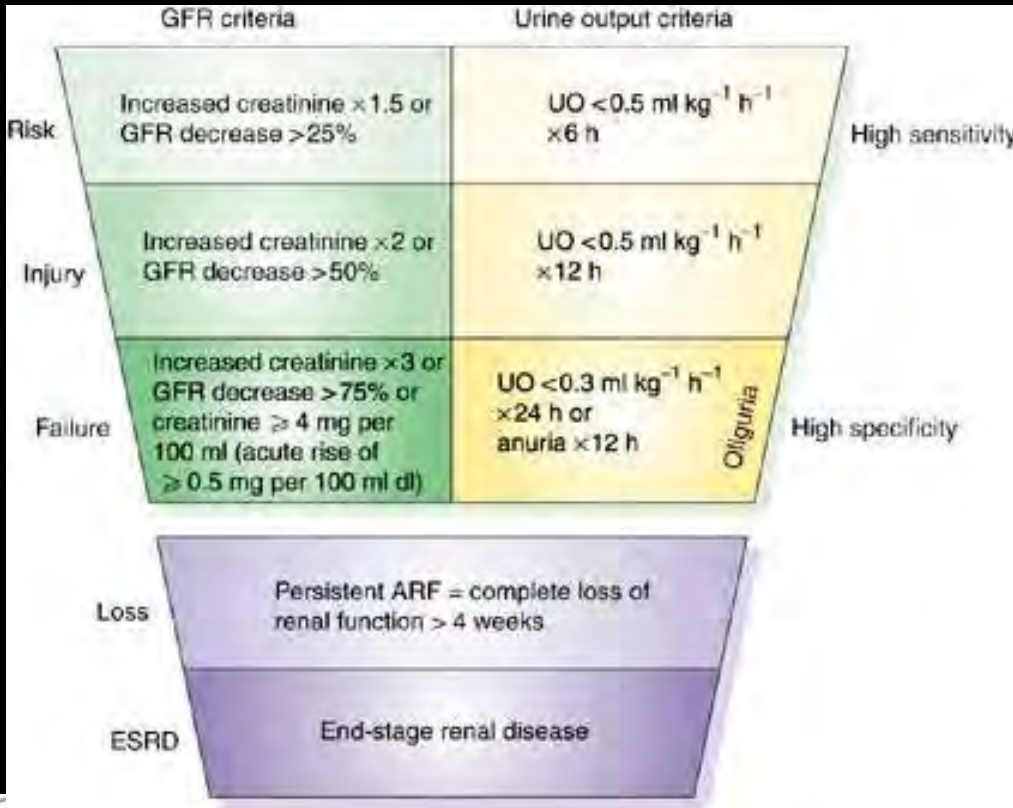 GFR criteria
Urine output criteria
Risk
Increased creatinine ×1.5 or
GFR decrease >25%
UO <0.5 ml kg⁻¹ h⁻¹
×6 h
High sensitivity
Injury
Increased creatinine ×2 or
GFR decrease >50%
UO <0.5 ml kg⁻¹ h⁻¹
×12 h
Failure
Increased creatinine ×3 or
GFR decrease >75% or
creatinine ⩾ 4 mg per
100 ml (acute rise of
⩾ 0.5 mg per 100 ml dl)
UO <0.3 ml kg⁻¹ h⁻¹
×24 h or
anuria ×12 h
Oliguria
High specificity
Loss
Persistent ARF = complete loss of
renal function > 4 weeks
ESRD
End-stage renal disease